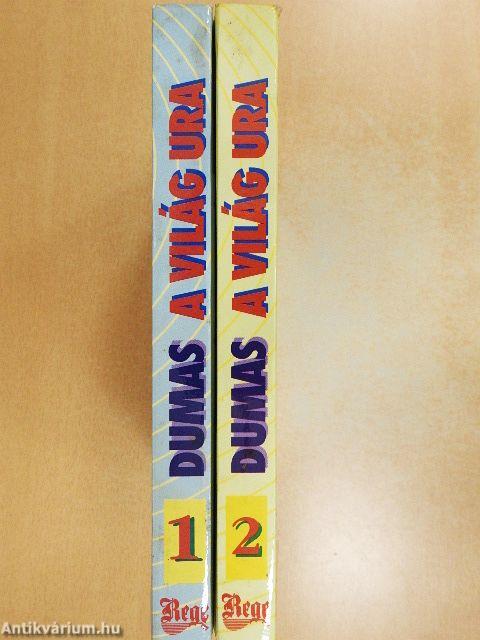 DUMAS A VILÁG URA
1
Rege
DUMAS A VILÁG URA
2
Rege
Antikvárium.hu